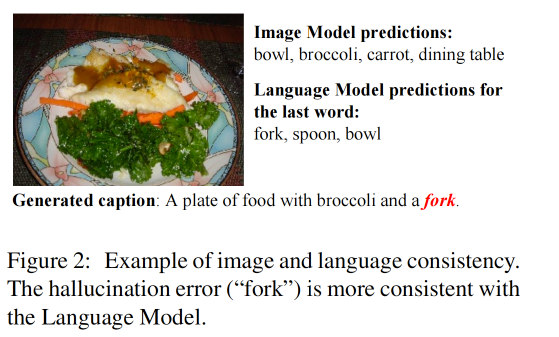 Image Model predictions:
bowl, broccoli, carrot, dining table
Language Model predictions for
the last word:
fork, spoon, bowl
Generated caption: A plate of food with broccoli and a fork.
Figure 2: Example of image and language consistency.
The hallucination error (“fork”) is more consistent with
the Language Model.